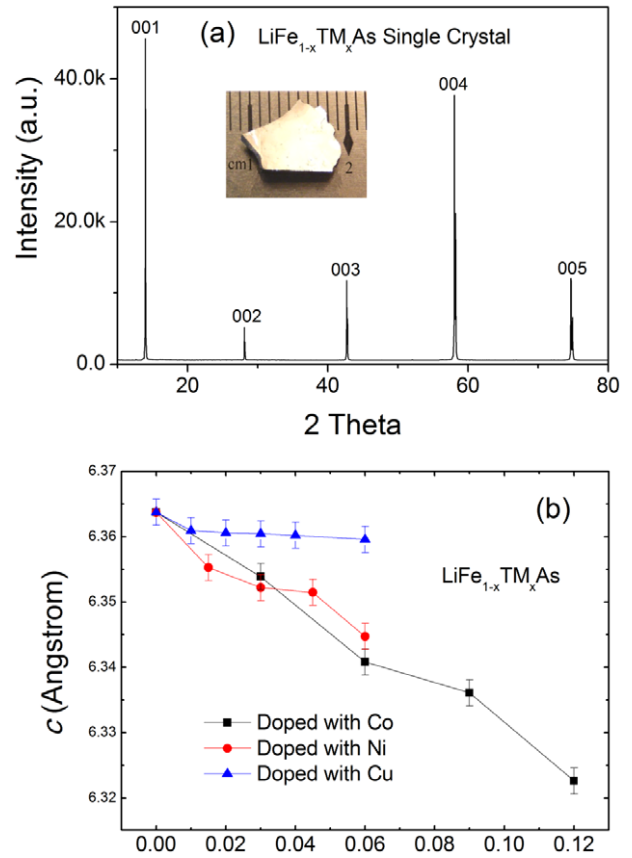 (a) LiFe1-xTMxAs Single Crystal
001
002
003
004
005
cm 1 2
Intensity (a.u.)
40.0k
20.0k
0.0
20 40 60 80
2 Theta
(b)
LiFe1-xTMxAs
c (Angstrom)
6.37
6.36
6.35
6.34
6.33
6.32
Doped with Co
Doped with Ni
Doped with Cu
0.00 0.02 0.04 0.06 0.08 0.10 0.12